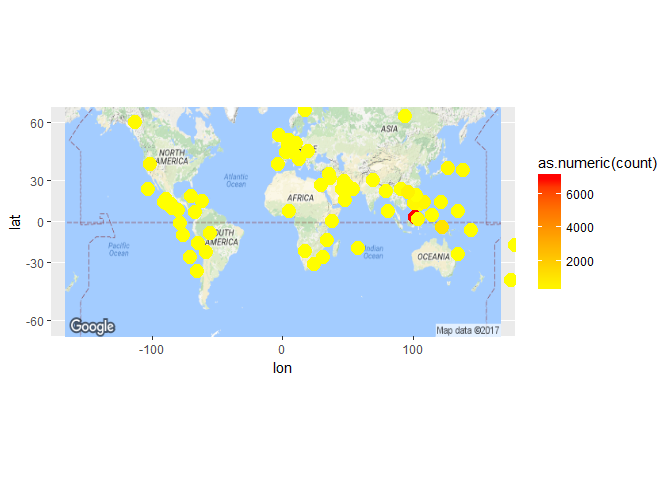 as.numeric(count)
6000
4000
2000
lat
60
30
0
-30
-60
ASIA
NORTH
AMERICA
Atlantic
Ocean
AFRICA
SOUTH
AMERICA
Pacific
Ocean
Indian
Ocean
OCEANIA
Google
Map data ©2017
-100
0
100
lon